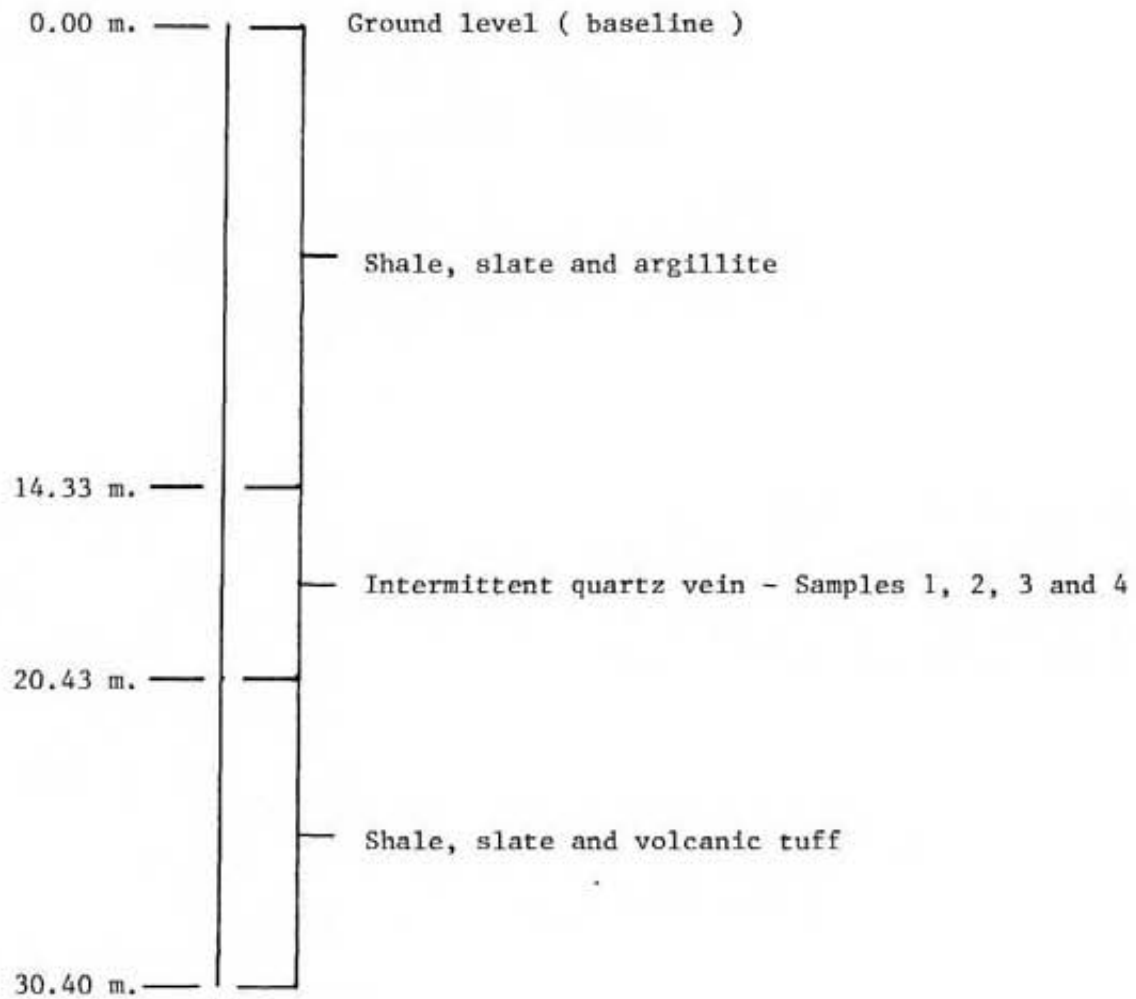 0.00 m. Ground level ( baseline )
Shale, slate and argillite
14.33 m.
Intermittent quartz vein - Samples 1, 2, 3 and 4
20.43 m.
Shale, slate and volcanic tuff
30.40 m.